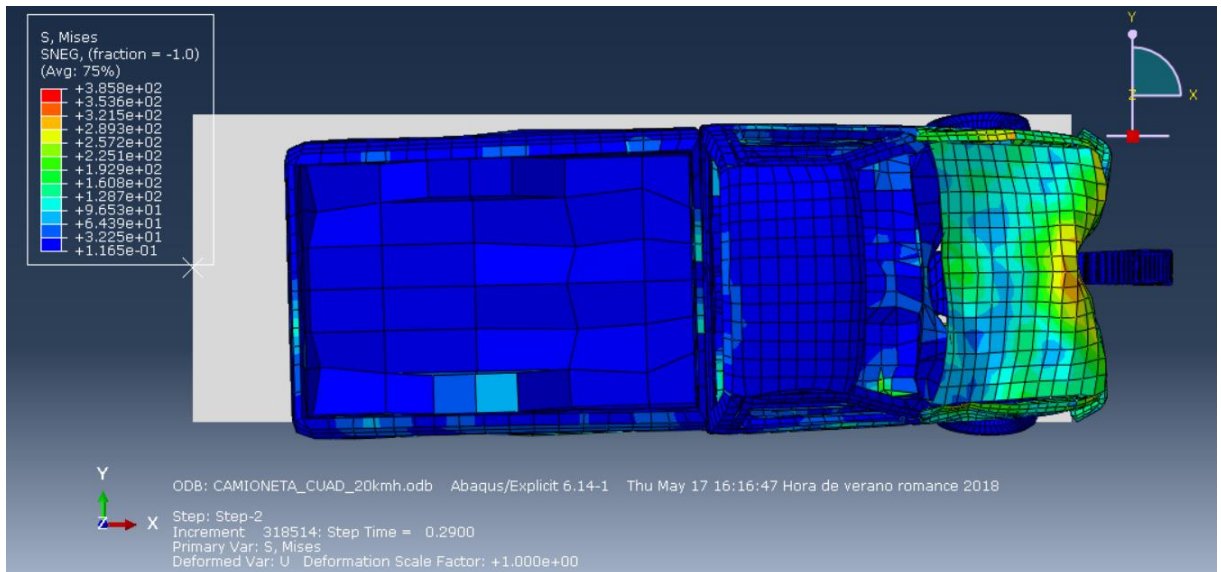 S, Mises
SNEG, (fraction = -1.0)
(Avg: 75%)
+3.858e+02
+3.536e+02
+3.215e+02
+2.893e+02
+2.572e+02
+2.251e+02
+1.929e+02
+1.608e+02
+1.287e+02
+9.653e+01
+6.439e+01
+3.225e+01
+1.165e-01
Y
Z
X
Y
Z
X
ODB: CAMIONETA_CUAD_20kmh.odb Abaqus/Explicit 6.14-1 Thu May 17 16:16:47 Hora de verano romance 2018
Step: Step-2
Increment 318514: Step Time = 0.2900
Primary Var: S, Mises
Deformed Var: U Deformation Scale Factor: +1.000e+00